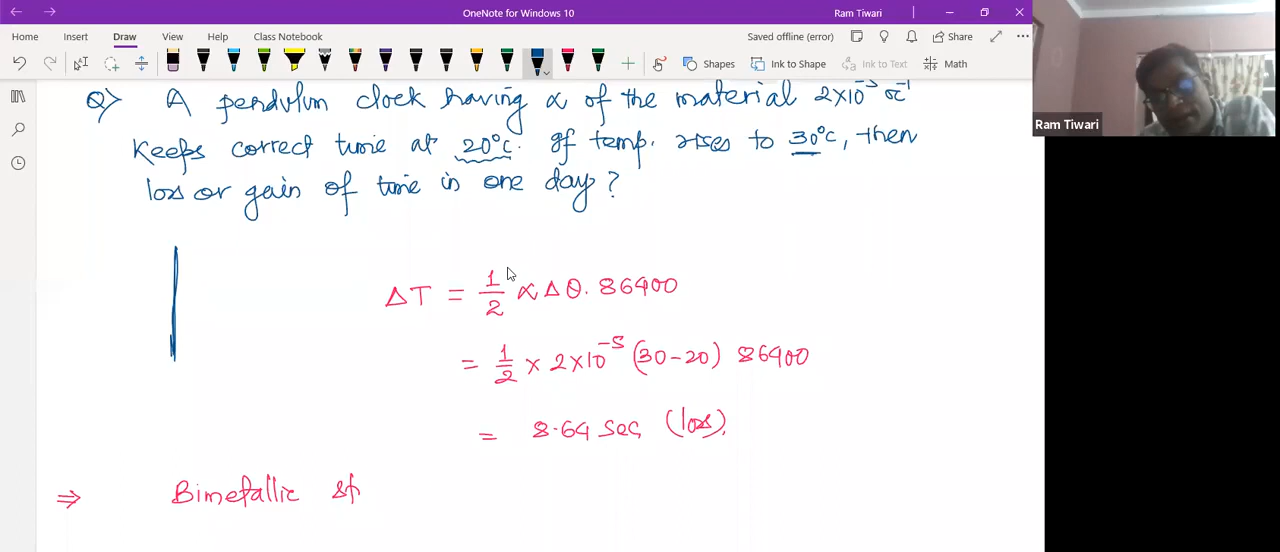 OneNote for Windows 10
Ram Tiwari
Home Insert Draw View Help Class Notebook
Saved offline (error) Share
Shapes Ink to Shape Ink to Text Math
Q> A pendulum clock having α of the material 2×10⁻⁵ °C⁻¹
Keeps correct time at 20°C. If temp. rises to 30°C, then
loss or gain of time in one day?
ΔT = 1/2 α Δθ. 86400
= 1/2 × 2×10⁻⁵ (30-20) 86400
= 8.64 sec (loss).
⇒ Bimetallic st
Ram Tiwari